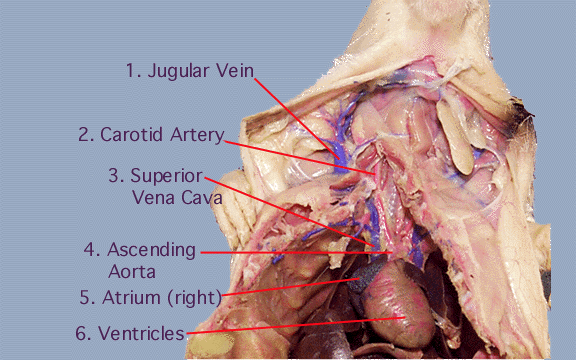 1. Jugular Vein
2. Carotid Artery
3. Superior
Vena Cava
4. Ascending
Aorta
5. Atrium (right)
6. Ventricles